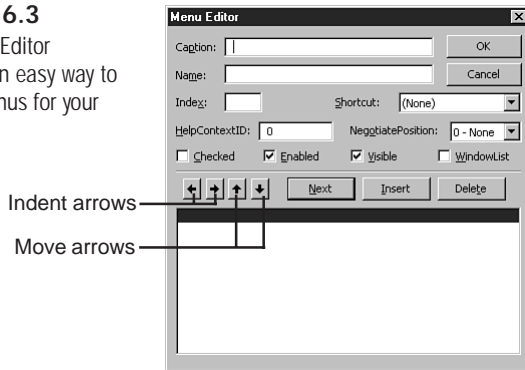 6.3
Editor
n easy way to
nus for your
Menu Editor
Caption:
OK
Name:
Cancel
Index:
Shortcut: (None)
HelpContextID: 0 NegotiatePosition: 0 - None
Checked Enabled Visible WindowList
Next Insert Delete
Indent arrows
Move arrows